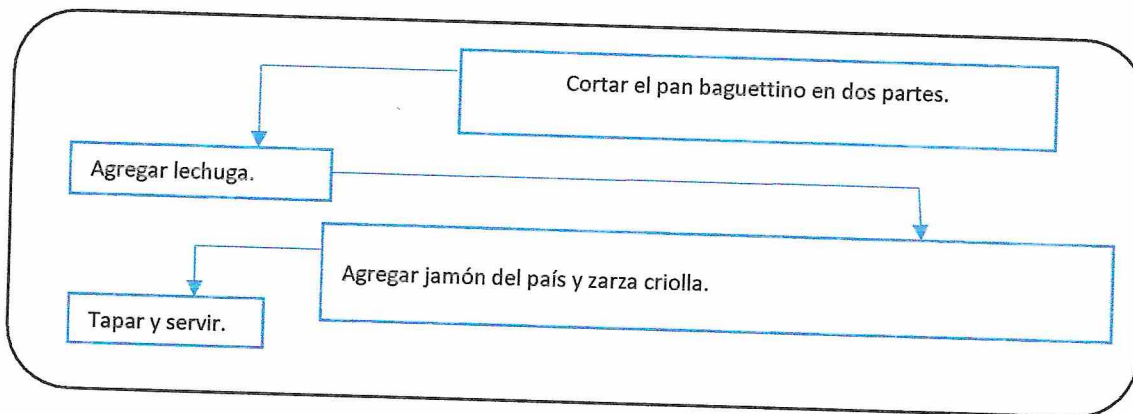 Cortar el pan baguettino en dos partes.
Agregar lechuga.
Agregar jamón del país y zarza criolla.
Tapar y servir.